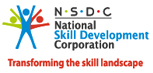 N·S·D·C
National
Skill Development
Corporation
Transforming the skill landscape